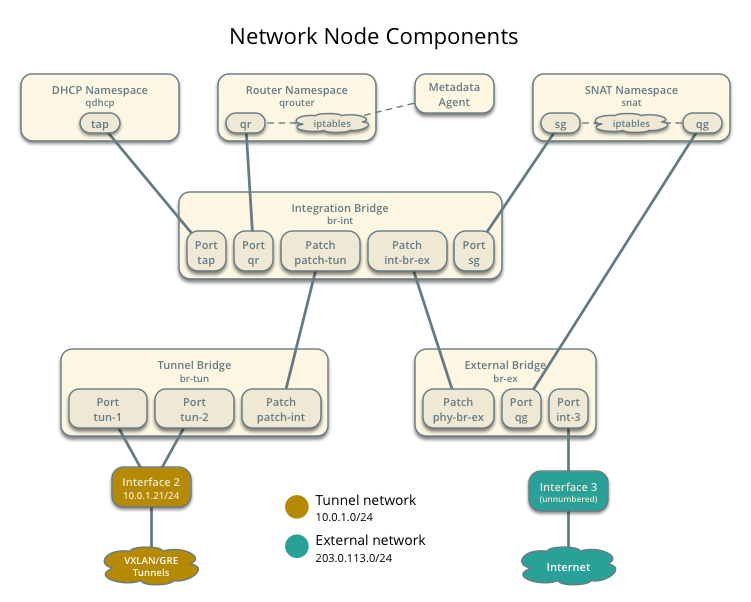 Network Node Components
DHCP Namespace
qdhcp
tap
Router Namespace
qrouter
qr
iptables
Metadata
Agent
SNAT Namespace
snat
sg
iptables
qg
Integration Bridge
br-int
Port
tap
Port
qr
Patch
patch-tun
Patch
int-br-ex
Port
sg
Tunnel Bridge
br-tun
Port
tun-1
Port
tun-2
Patch
patch-int
External Bridge
br-ex
Patch
phy-br-ex
Port
qg
Port
int-3
Interface 2
10.0.1.21/24
Interface 3
(unnumbered)
Tunnel network
10.0.1.0/24
External network
203.0.113.0/24
VXLAN/GRE
Tunnels
Internet